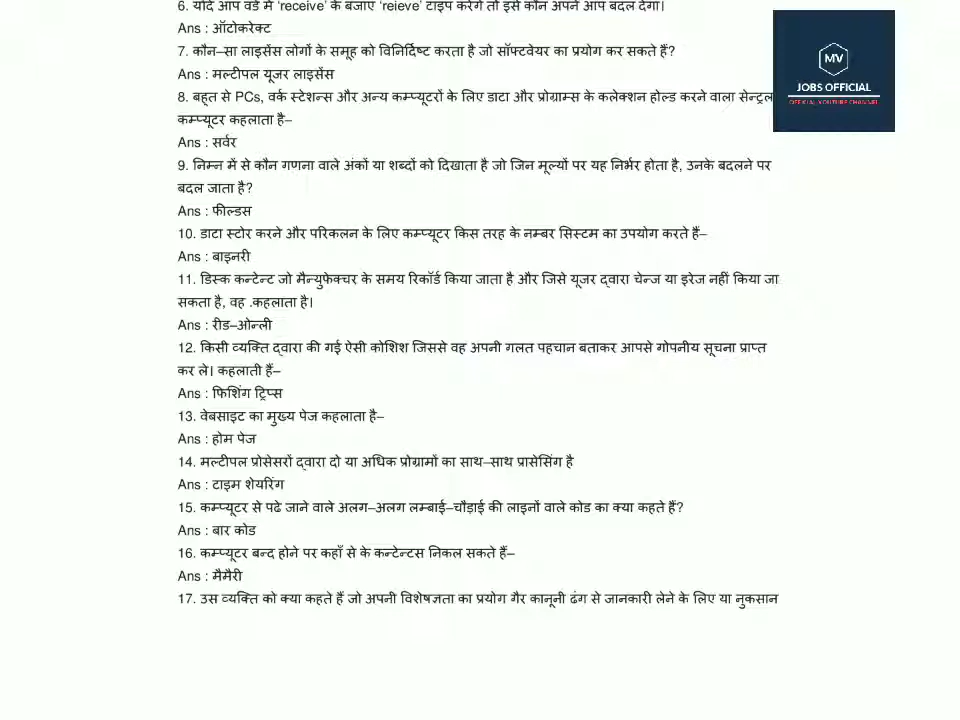 6. यदि आप वर्ड में ‘receive’ के बजाए ‘reieve’ टाइप करेंगे तो इसे कौन अपने आप बदल देगा।
Ans : ऑटोकरेक्ट
7. कौन–सा लाइसेंस लोगों के समूह को विनिर्दिष्ट करता है जो सॉफ्टवेयर का प्रयोग कर सकते हैं?
Ans : मल्टीपल यूजर लाइसेंस
8. बहुत से PCs, वर्क स्टेशन्स और अन्य कम्प्यूटरों के लिए डाटा और प्रोग्राम्स के कलेक्शन होल्ड करने वाला सेन्ट्रल
कम्प्यूटर कहलाता है–
Ans : सर्वर
9. निम्न में से कौन गणना वाले अंकों या शब्दों को दिखाता है जो जिन मूल्यों पर यह निर्भर होता है, उनके बदलने पर
बदल जाता है?
Ans : फील्डस
10. डाटा स्टोर करने और परिकलन के लिए कम्प्यूटर किस तरह के नम्बर सिस्टम का उपयोग करते हैं–
Ans : बाइनरी
11. डिस्क कन्टेन्ट जो मैन्युफेक्चर के समय रिकॉर्ड किया जाता है और जिसे यूजर द्वारा चेन्ज या इरेज नहीं किया जा
सकता है, वह .कहलाता है।
Ans : रीड–ओन्ली
12. किसी व्यक्ति द्वारा की गई ऐसी कोशिश जिससे वह अपनी गलत पहचान बताकर आपसे गोपनीय सूचना प्राप्त
कर ले। कहलाती हैं–
Ans : फिशिंग ट्रिप्स
13. वेबसाइट का मुख्य पेज कहलाता है–
Ans : होम पेज
14. मल्टीपल प्रोसेसरों द्वारा दो या अधिक प्रोग्रामों का साथ–साथ प्रासेसिंग है
Ans : टाइम शेयरिंग
15. कम्प्यूटर से पढे जाने वाले अलग–अलग लम्बाई–चौड़ाई की लाइनों वाले कोड का क्या कहते हैं?
Ans : बार कोड
16. कम्प्यूटर बन्द होने पर कहाँ से के कन्टेन्टस निकल सकते हैं–
Ans : मैमैरी
17. उस व्यक्ति को क्या कहते हैं जो अपनी विशेषज्ञता का प्रयोग गैर कानूनी ढंग से जानकारी लेने के लिए या नुकसान
MV
JOBS OFFICIAL
OFFICIAL YOUTUBE CHANNEL